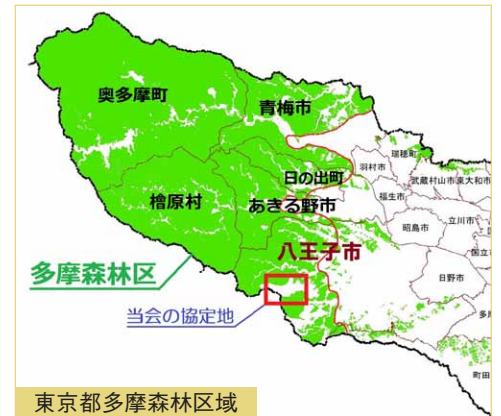 奥多摩町
青梅市
瑞穂町
羽村市
武蔵村山市
東大和市
日の出町
福生市
檜原村
あきる野市
立川市
昭島市
八王子市
国立市
多摩森林区
日野市
当会の協定地
町田
東京都多摩森林区域